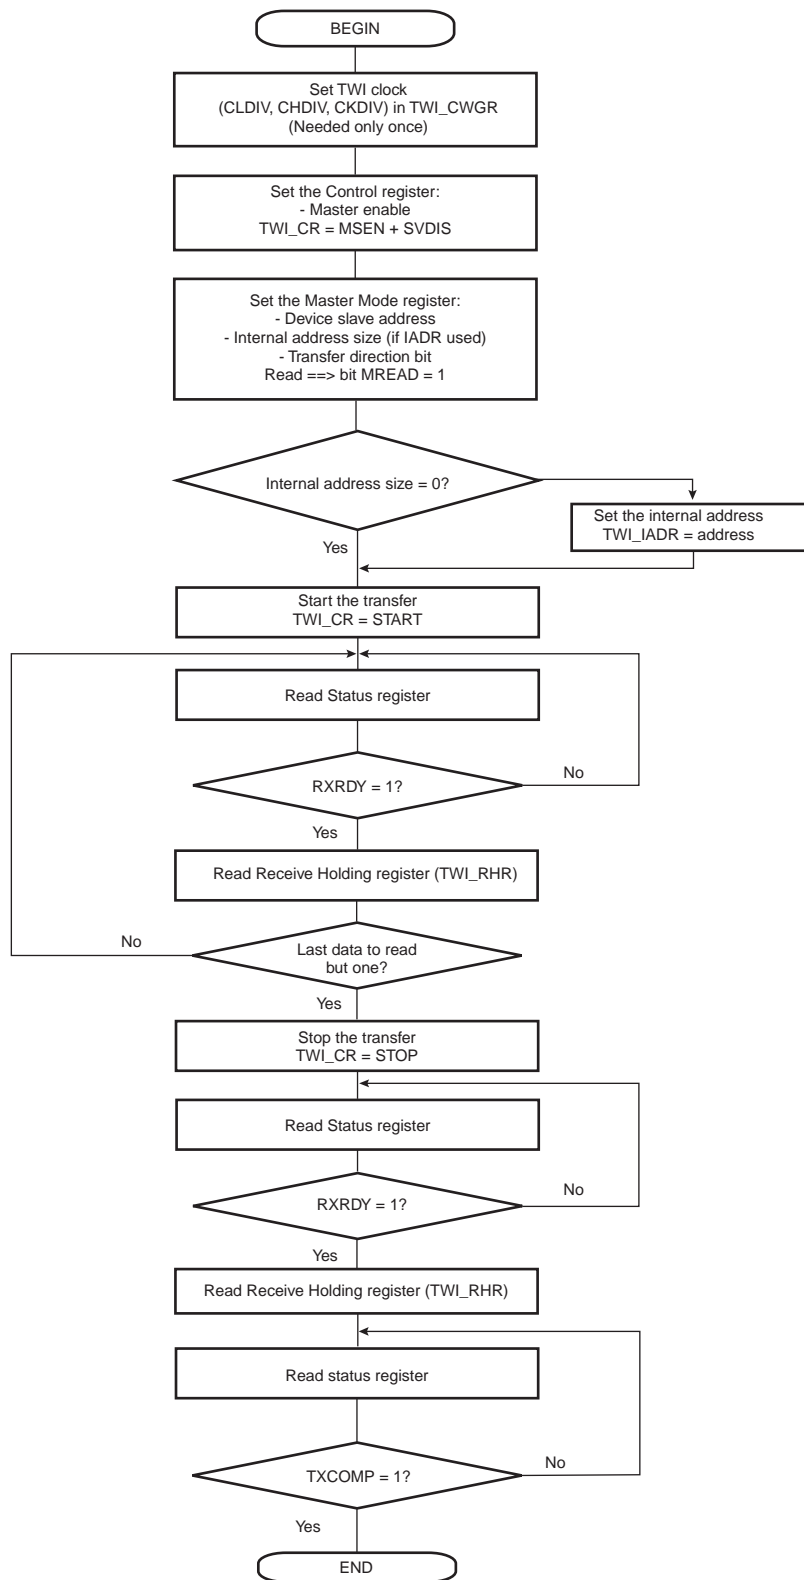 BEGIN
Set TWI clock
(CLDIV, CHDIV, CKDIV) in TWI_CWGR
(Needed only once)
Set the Control register:
- Master enable
TWI_CR = MSEN + SVDIS
Set the Master Mode register:
- Device slave address
- Internal address size (if IADR used)
- Transfer direction bit
Read ==> bit MREAD = 1
Internal address size = 0?
Set the internal address
TWI_IADR = address
Yes
Start the transfer
TWI_CR = START
Read Status register
RXRDY = 1?
No
Yes
Read Receive Holding register (TWI_RHR)
No
Last data to read
but one?
Yes
Stop the transfer
TWI_CR = STOP
Read Status register
RXRDY = 1?
No
Yes
Read Receive Holding register (TWI_RHR)
Read status register
TXCOMP = 1?
No
Yes
END